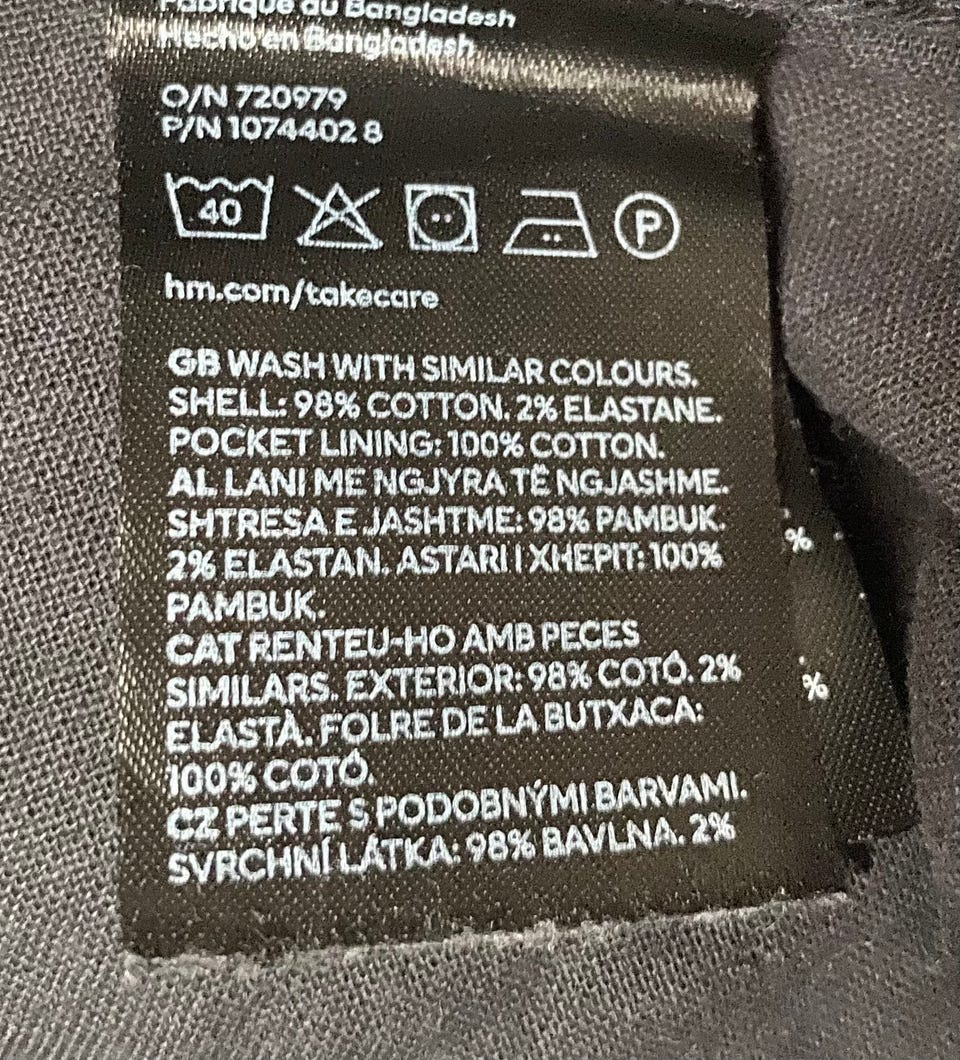 Fabrique au Bangladesh
Hecho en Bangladesh
O/N 720979
P/N 1074402 8
40
P
hm.com/takecare
GB WASH WITH SIMILAR COLOURS.
SHELL: 98% COTTON. 2% ELASTANE.
POCKET LINING: 100% COTTON.
AL LANI ME NGJYRA TË NGJASHME.
SHTRESA E JASHTME: 98% PAMBUK.
2% ELASTAN. ASTARI I XHEPIT: 100%
PAMBUK.
CAT RENTEU-HO AMB PECES
SIMILARS. EXTERIOR: 98% COTÓ. 2%
ELASTÀ. FOLRE DE LA BUTXACA:
100% COTÓ.
CZ PERTE S PODOBNÝMI BARVAMI.
SVRCHNÍ LÁTKA: 98% BAVLNA. 2%
%
%